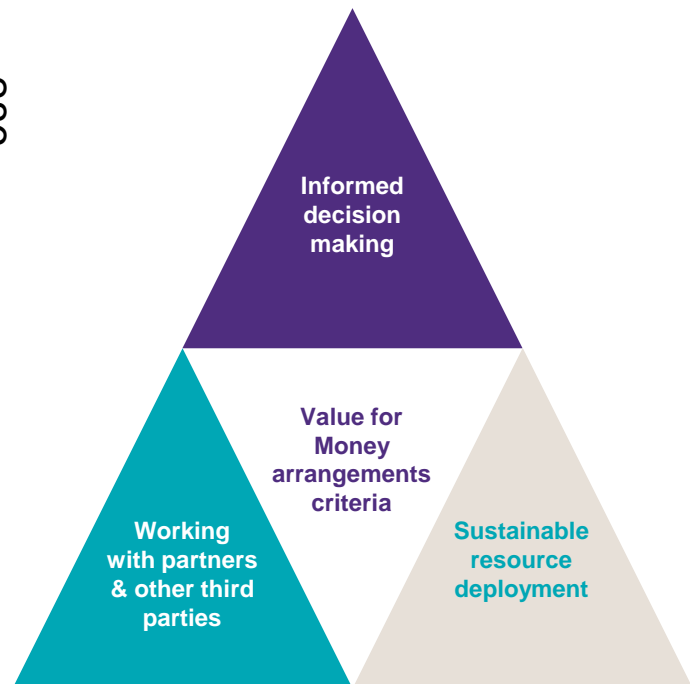 Informed
decision
making
Value for
Money
arrangements
criteria
Working
with partners
& other third
parties
Sustainable
resource
deployment